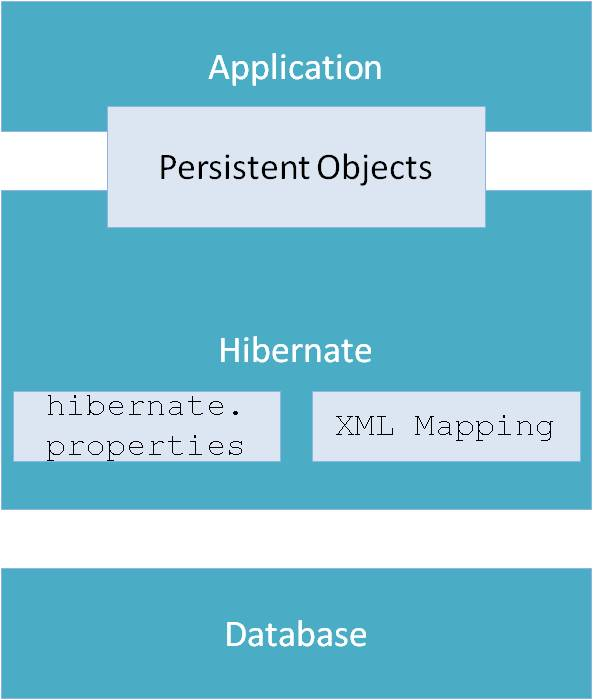 Application
Persistent Objects
Hibernate
hibernate.
properties
XML Mapping
Database